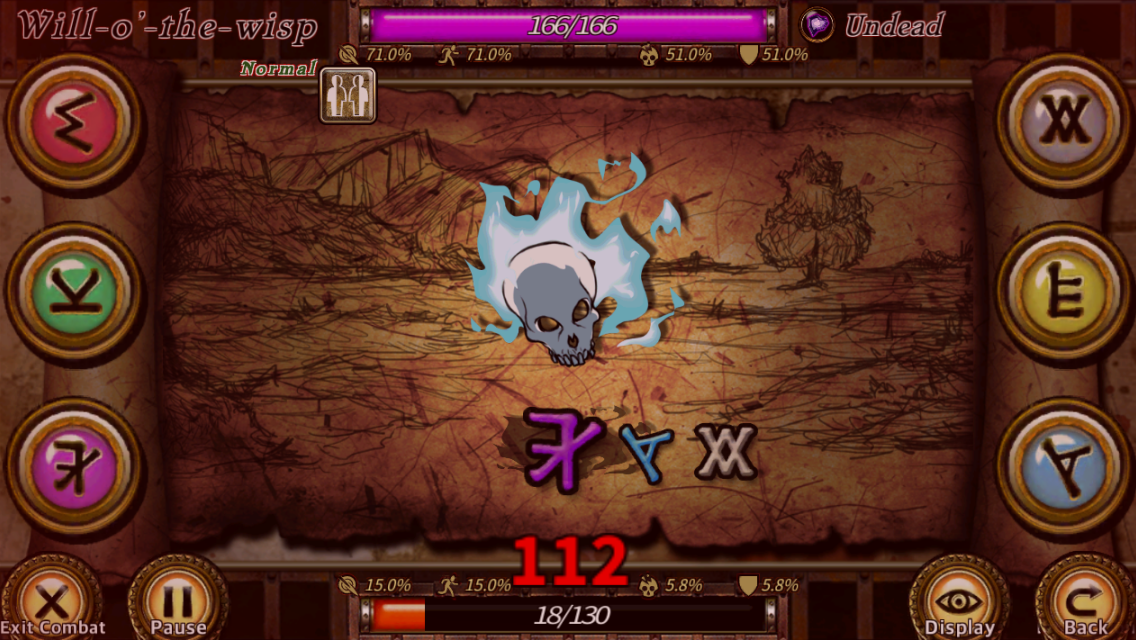 Will-o'-the-wisp
166/166
Undead
71.0% 71.0% 51.0% 51.0%
Normal
112
15.0% 15.0% 5.8% 5.8%
18/130
Exit Combat
Pause
Display
Back